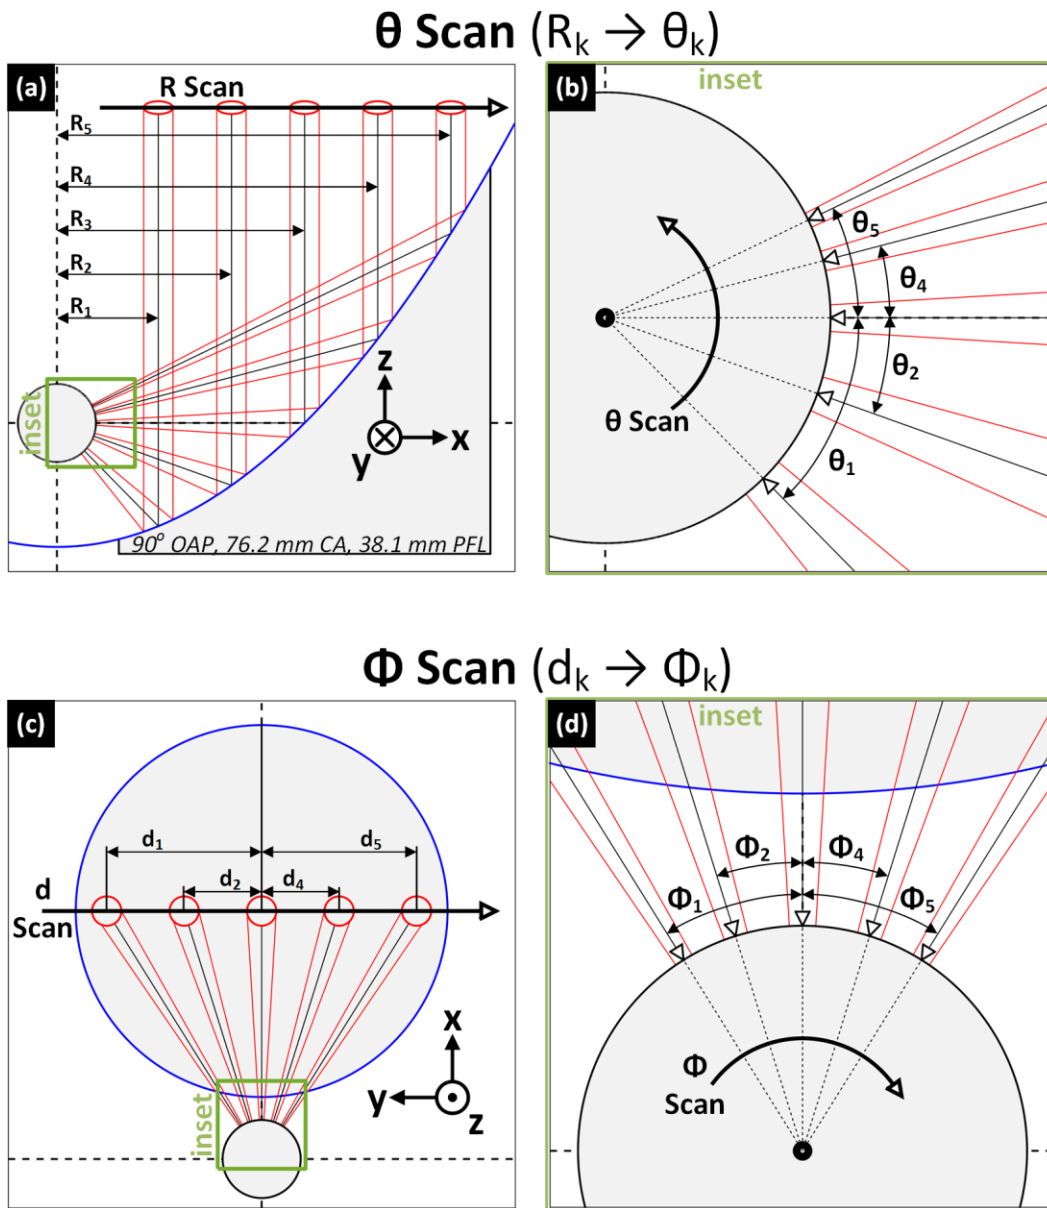 θ Scan (Rk → θk)
(a)
R Scan
R5
R4
R3
R2
R1
z
x
y
inset
90° OAP, 76.2 mm CA, 38.1 mm PFL
(b)
inset
θ5
θ4
θ2
θ1
θ Scan
Φ Scan (dk → Φk)
(c)
d1
d5
d2
d4
d
Scan
x
y
z
inset
(d)
inset
Φ2
Φ4
Φ1
Φ5
Φ
Scan